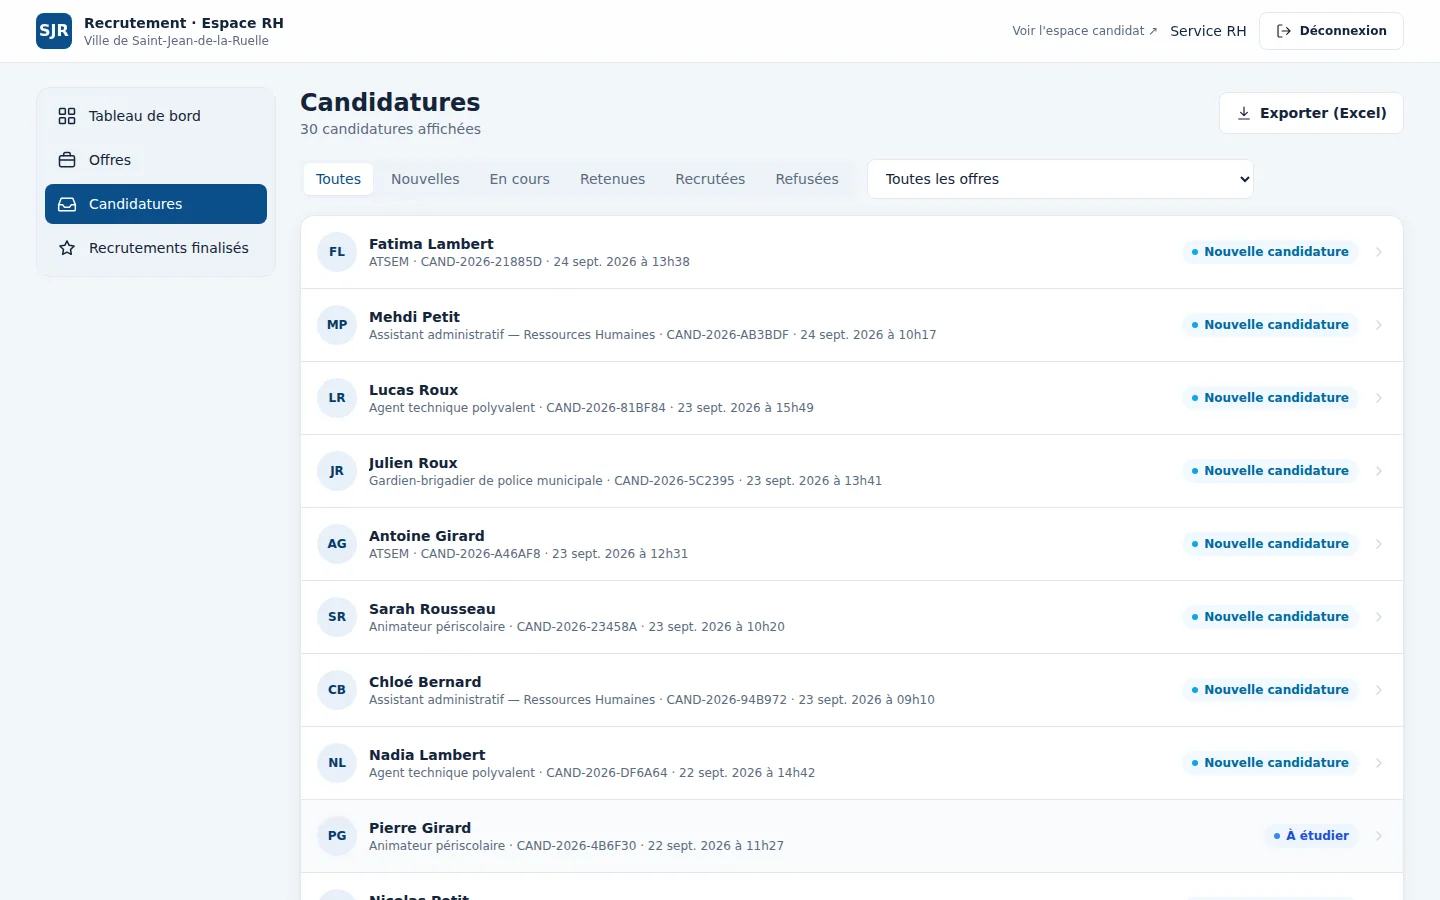 SJR
Recrutement · Espace RH
Ville de Saint-Jean-de-la-Ruelle
Voir l'espace candidat ↗
Service RH
Déconnexion
Tableau de bord
Offres
Candidatures
Recrutements finalisés
Candidatures
30 candidatures affichées
Exporter (Excel)
Toutes
Nouvelles
En cours
Retenues
Recrutées
Refusées
Toutes les offres
FL
Fatima Lambert
ATSEM · CAND-2026-21885D · 24 sept. 2026 à 13h38
Nouvelle candidature
MP
Mehdi Petit
Assistant administratif — Ressources Humaines · CAND-2026-AB3BDF · 24 sept. 2026 à 10h17
Nouvelle candidature
LR
Lucas Roux
Agent technique polyvalent · CAND-2026-81BF84 · 23 sept. 2026 à 15h49
Nouvelle candidature
JR
Julien Roux
Gardien-brigadier de police municipale · CAND-2026-5C2395 · 23 sept. 2026 à 13h41
Nouvelle candidature
AG
Antoine Girard
ATSEM · CAND-2026-A46AF8 · 23 sept. 2026 à 12h31
Nouvelle candidature
SR
Sarah Rousseau
Animateur périscolaire · CAND-2026-23458A · 23 sept. 2026 à 10h20
Nouvelle candidature
CB
Chloé Bernard
Assistant administratif — Ressources Humaines · CAND-2026-94B972 · 23 sept. 2026 à 09h10
Nouvelle candidature
NL
Nadia Lambert
Agent technique polyvalent · CAND-2026-DF6A64 · 22 sept. 2026 à 14h42
Nouvelle candidature
PG
Pierre Girard
Animateur périscolaire · CAND-2026-4B6F30 · 22 sept. 2026 à 11h27
À étudier
Nicolas Petit